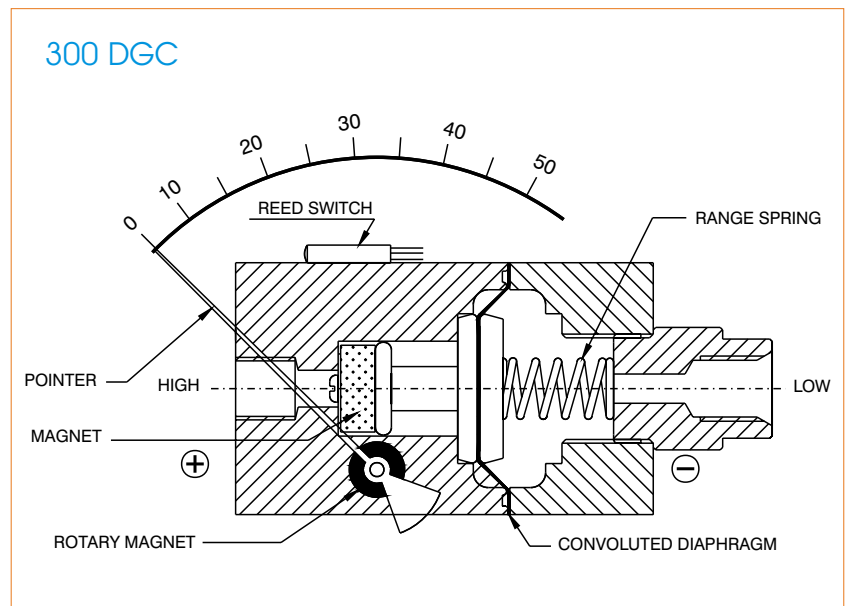 300 DGC
0
10
20
30
40
50
REED SWITCH
RANGE SPRING
POINTER
HIGH
LOW
MAGNET
+
−
ROTARY MAGNET
CONVOLUTED DIAPHRAGM